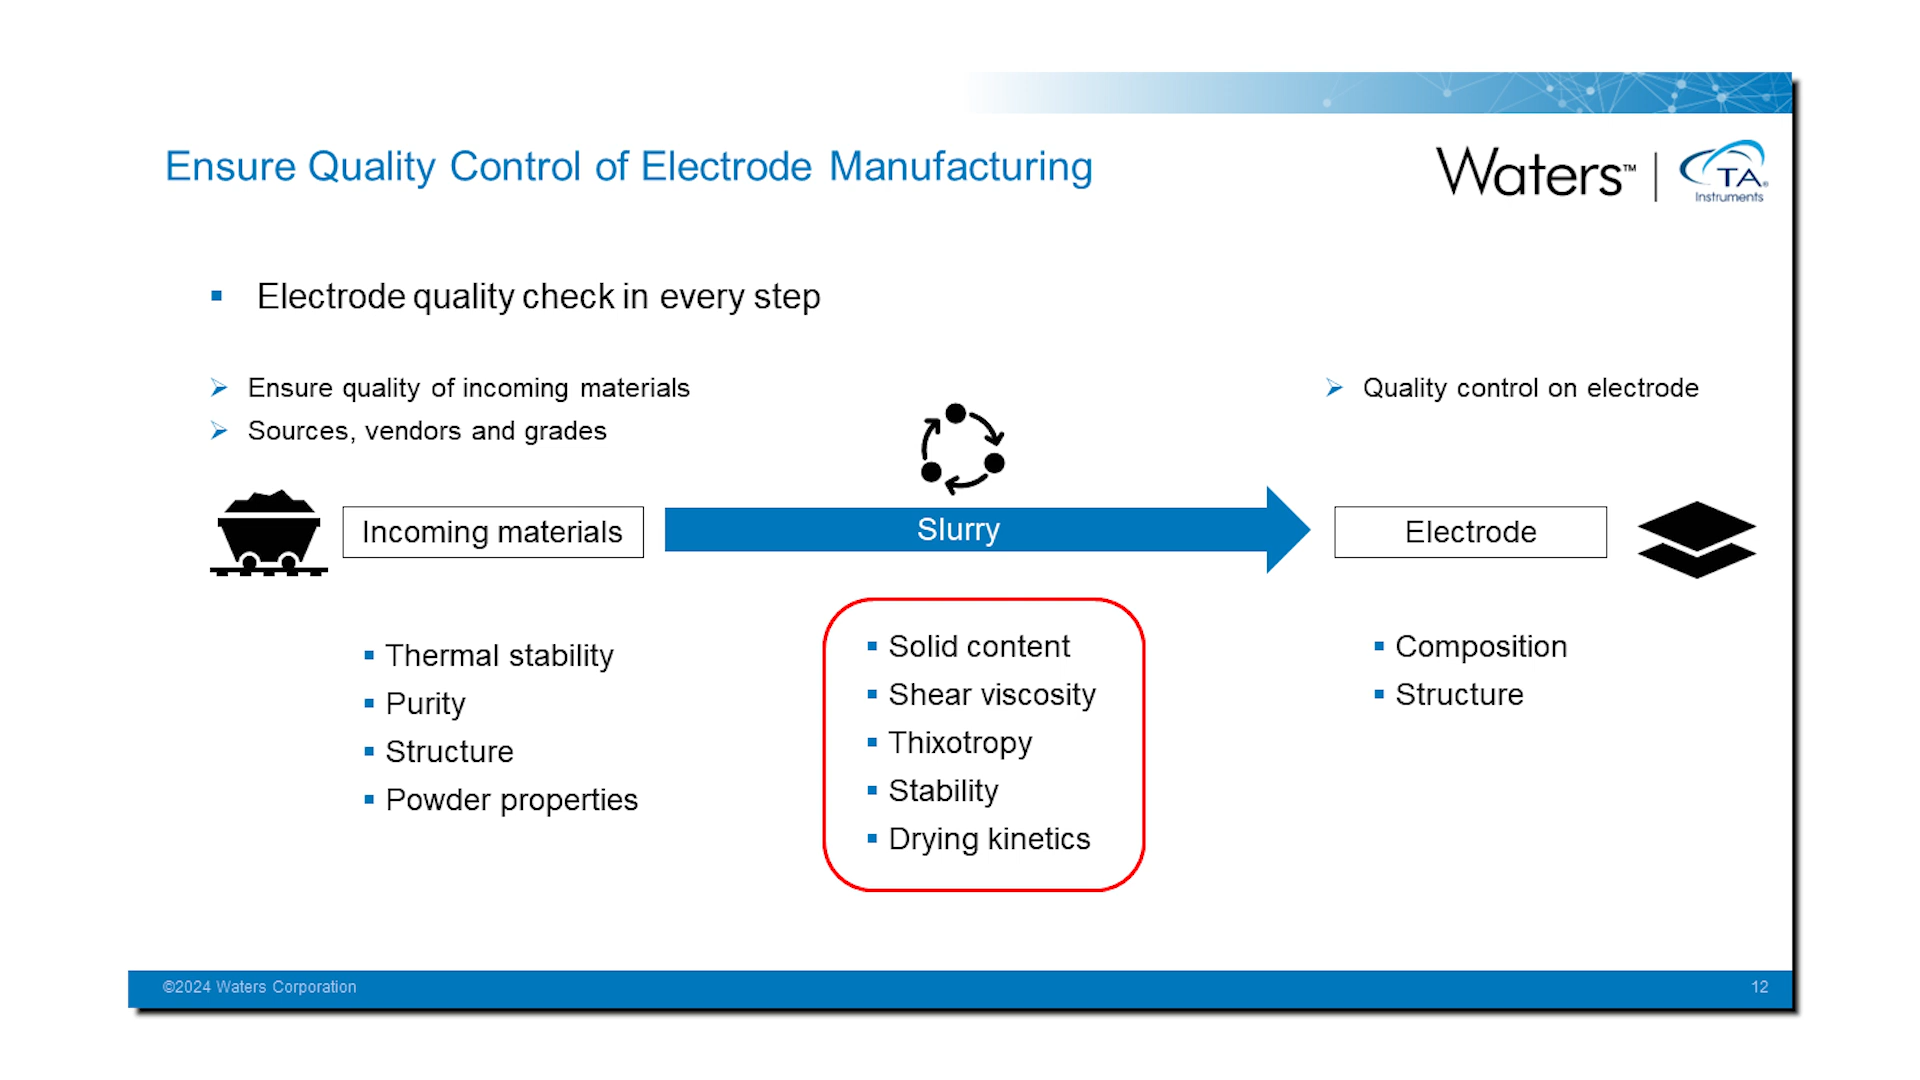 Ensure Quality Control of Electrode Manufacturing
Waters™ | TA®
Instruments
Electrode quality check in every step
Ensure quality of incoming materials
Sources, vendors and grades
Quality control on electrode
Incoming materials
Slurry
Electrode
Thermal stability
Purity
Structure
Powder properties
Solid content
Shear viscosity
Thixotropy
Stability
Drying kinetics
Composition
Structure
©2024 Waters Corporation
12